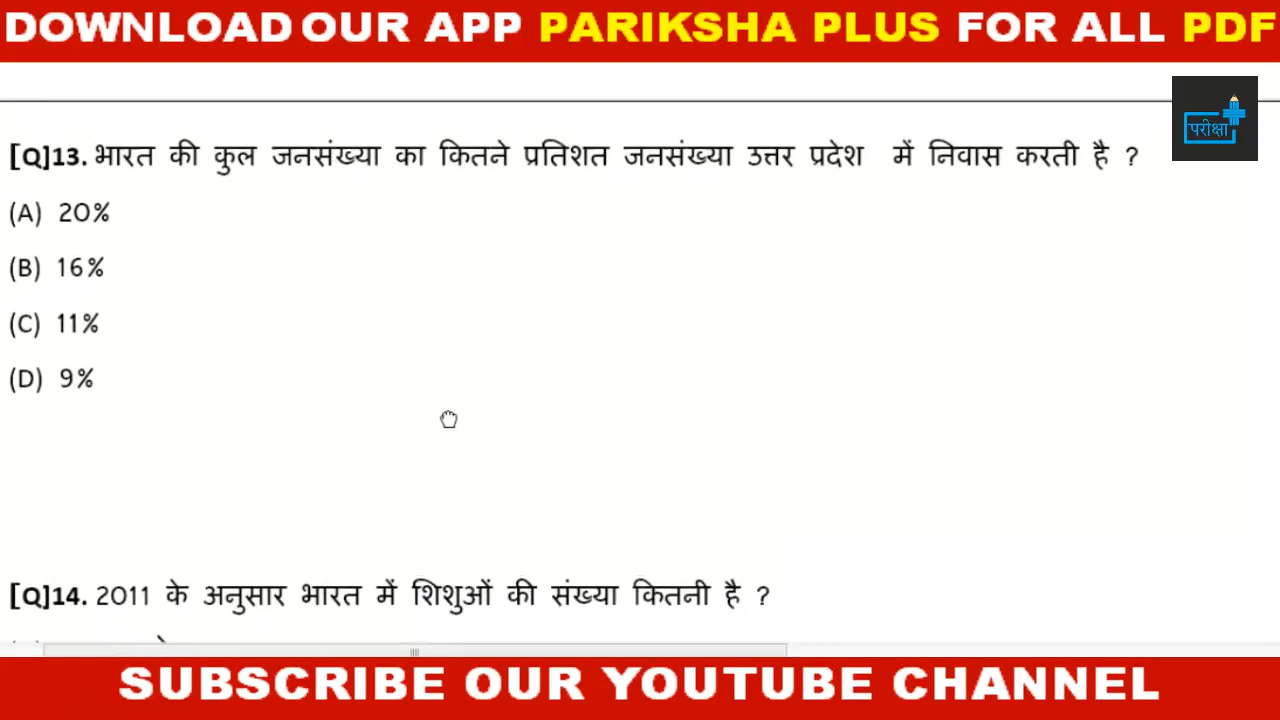 DOWNLOAD OUR APP PARIKSHA PLUS FOR ALL PDF
परीक्षा
[Q]13. भारत की कुल जनसंख्या का कितने प्रतिशत जनसंख्या उत्तर प्रदेश में निवास करती है ?
(A) 20%
(B) 16%
(C) 11%
(D) 9%
[Q]14. 2011 के अनुसार भारत में शिशुओं की संख्या कितनी है ?
SUBSCRIBE OUR YOUTUBE CHANNEL